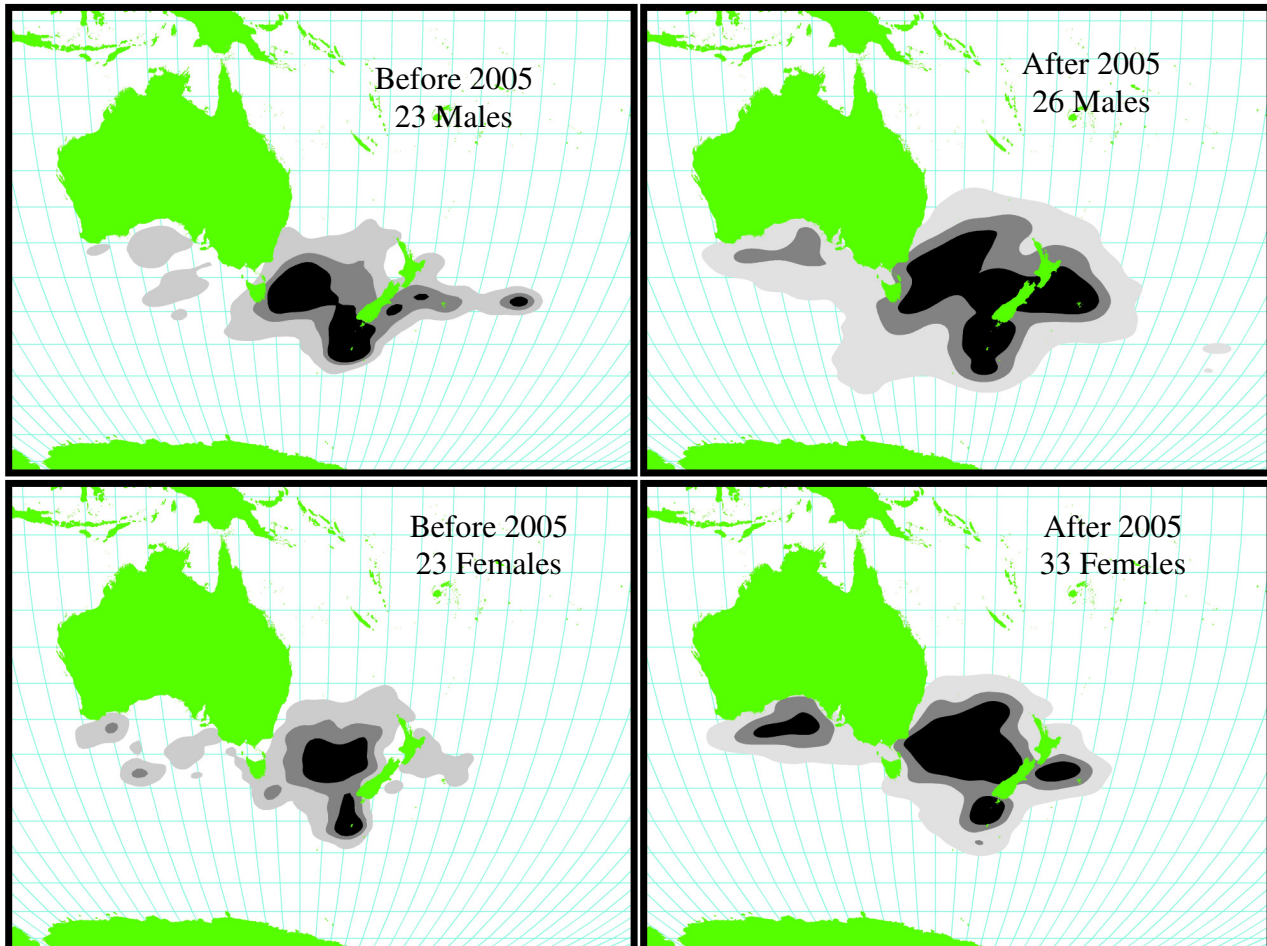 Before 2005
23 Males
After 2005
26 Males
Before 2005
23 Females
After 2005
33 Females